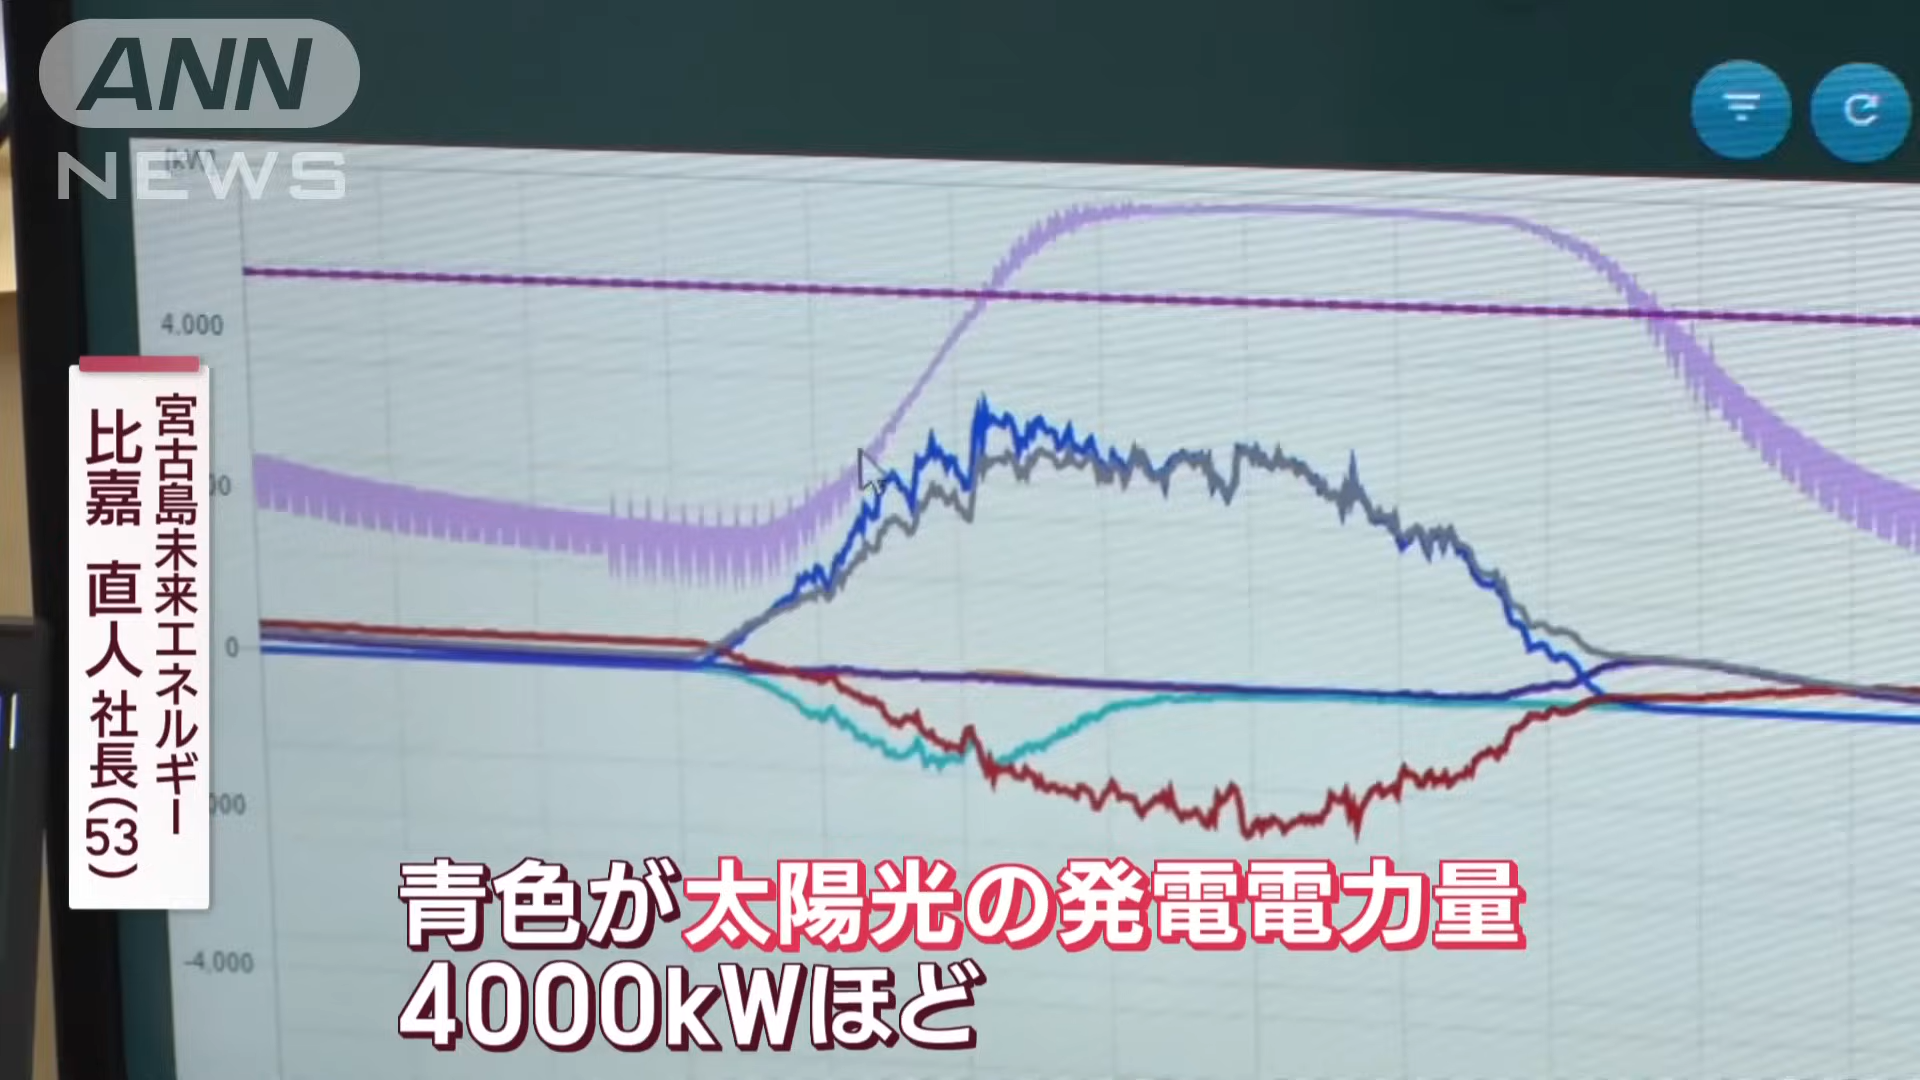 ANN
NEWS
[kW]
4.000
0
-4.000
宮古島未来エネルギー
比嘉 直人 社長(53)
青色が太陽光の発電電力量
4000kWほど